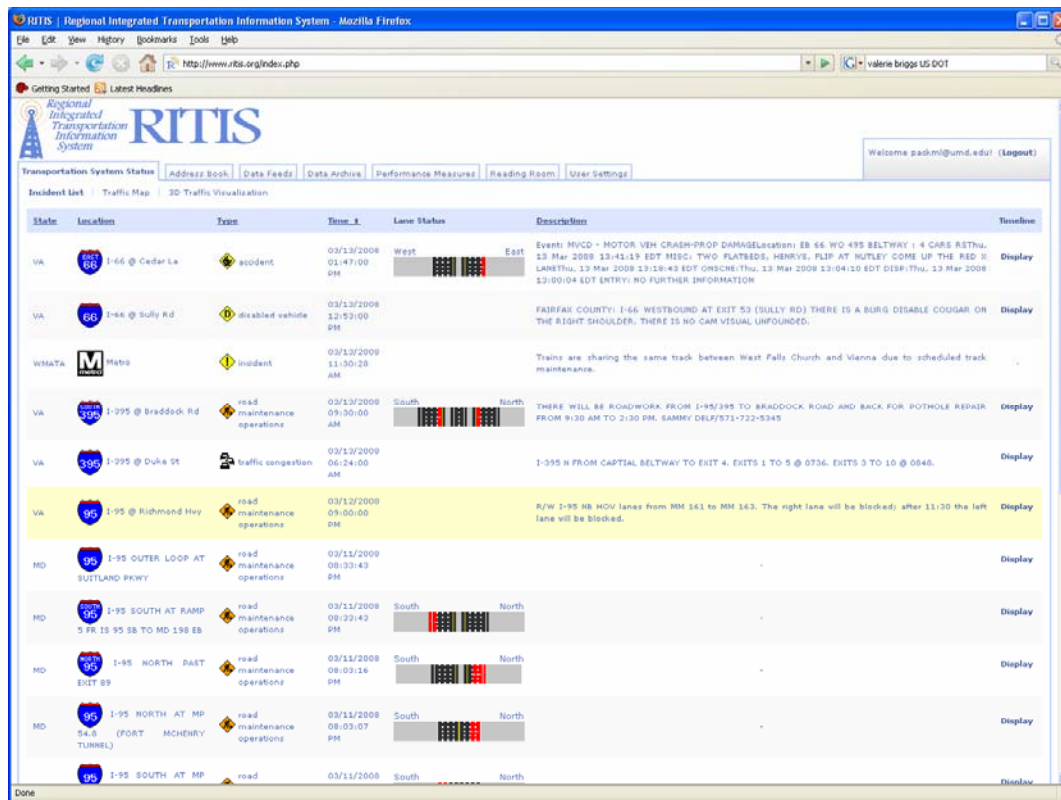 RITIS | Regional Integrated Transportation Information System - Mozilla Firefox
File Edit View History Bookmarks Tools Help
http://www.ritis.org/index.php
valerie briggs US DOT
Getting Started Latest Headlines
Regional
Integrated
Transportation
Information
System
RITIS
Welcome packml@umd.edu! (Logout)
Transportation System Status Address Book Data Feeds Data Archive Performance Measures Reading Room User Settings
Incident List Traffic Map 3D Traffic Visualization
State Location Type Time Lane Status Description Timeline
VA EAST 66 I-66 @ Cedar La accident 03/13/2008 01:47:00 PM West East
Event: MVCD - MOTOR VEH CRASH-PROP DAMAGELocation: EB 66 WO 495 BELTWAY : 4 CARS RSThu,
13 Mar 2008 13:41:19 EDT MISC: TWO FLATBEDS, HENRYS, FLIP AT NUTLEY COME UP THE RED X
LANEThu, 13 Mar 2008 13:18:43 EDT ONSCNE:Thu, 13 Mar 2008 13:04:10 EDT DISP:Thu, 13 Mar 2008
13:00:04 EDT ENTRY: NO FURTHER INFORMATION
Display
VA 66 I-66 @ Sully Rd D disabled vehicle 03/13/2008 12:53:00 PM
FAIRFAX COUNTY: I-66 WESTBOUND AT EXIT 53 (SULLY RD) THERE IS A BURG DISABLE COUGAR ON
THE RIGHT SHOULDER. THERE IS NO CAM VISUAL UNFOUNDED.
Display
WMATA M metro Metro ! incident 03/13/2008 11:30:28 AM
Trains are sharing the same track between West Falls Church and Vienna due to scheduled track
maintenance.
-
VA SOUTH 395 I-395 @ Braddock Rd road maintenance operations 03/13/2008 09:30:00 AM South North
THERE WILL BE ROADWORK FROM I-95/395 TO BRADDOCK ROAD AND BACK FOR POTHOLE REPAIR
FROM 9:30 AM TO 2:30 PM. SAMMY DELF/571-722-5345
Display
VA 395 I-395 @ Duke St traffic congestion 03/13/2008 06:24:00 AM
I-395 N FROM CAPTIAL BELTWAY TO EXIT 4. EXITS 1 TO 5 @ 0736. EXITS 3 TO 10 @ 0848.
Display
VA 95 I-95 @ Richmond Hwy road maintenance operations 03/12/2008 09:00:00 PM
R/W I-95 NB HOV lanes from MM 161 to MM 163. The right lane will be blocked; after 11:30 the left
lane will be blocked.
Display
MD 95 I-95 OUTER LOOP AT SUITLAND PKWY road maintenance operations 03/11/2008 08:33:43 PM - Display
MD SOUTH 95 I-95 SOUTH AT RAMP 5 FR IS 95 SB TO MD 198 EB road maintenance operations 03/11/2008 08:33:43 PM South North - Display
MD NORTH 95 I-95 NORTH PAST EXIT 89 road maintenance operations 03/11/2008 08:03:16 PM South North - Display
MD 95 I-95 NORTH AT MP 54.8 (FORT MCHENRY TUNNEL) road maintenance operations 03/11/2008 08:03:07 PM South North - Display
95 I-95 SOUTH AT MP road 03/11/2008 South North Display
Done